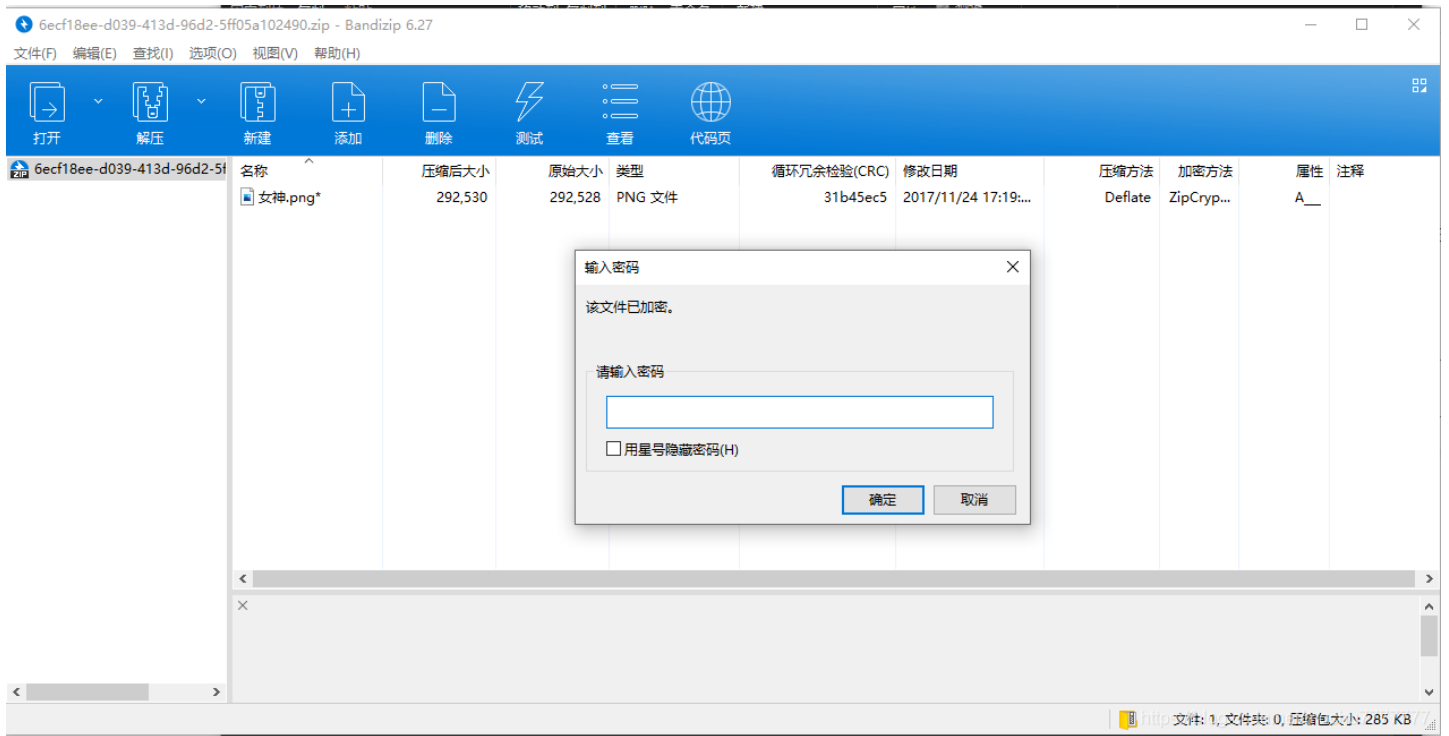 6ecf18ee-d039-413d-96d2-5ff05a102490.zip - Bandizip 6.27
文件(F) 编辑(E) 查找(I) 选项(O) 视图(V) 帮助(H)
打开 解压 新建 添加 删除 测试 查看 代码页
6ecf18ee-d039-413d-96d2-5f
名称 压缩后大小 原始大小 类型 循环冗余检验(CRC) 修改日期 压缩方法 加密方法 属性 注释
女神.png* 292,530 292,528 PNG 文件 31b45ec5 2017/11/24 17:19:... Deflate ZipCryp... A__
输入密码
该文件已加密。
请输入密码
用星号隐藏密码(H)
确定 取消
文件: 1, 文件夹: 0, 压缩包大小: 285 KB